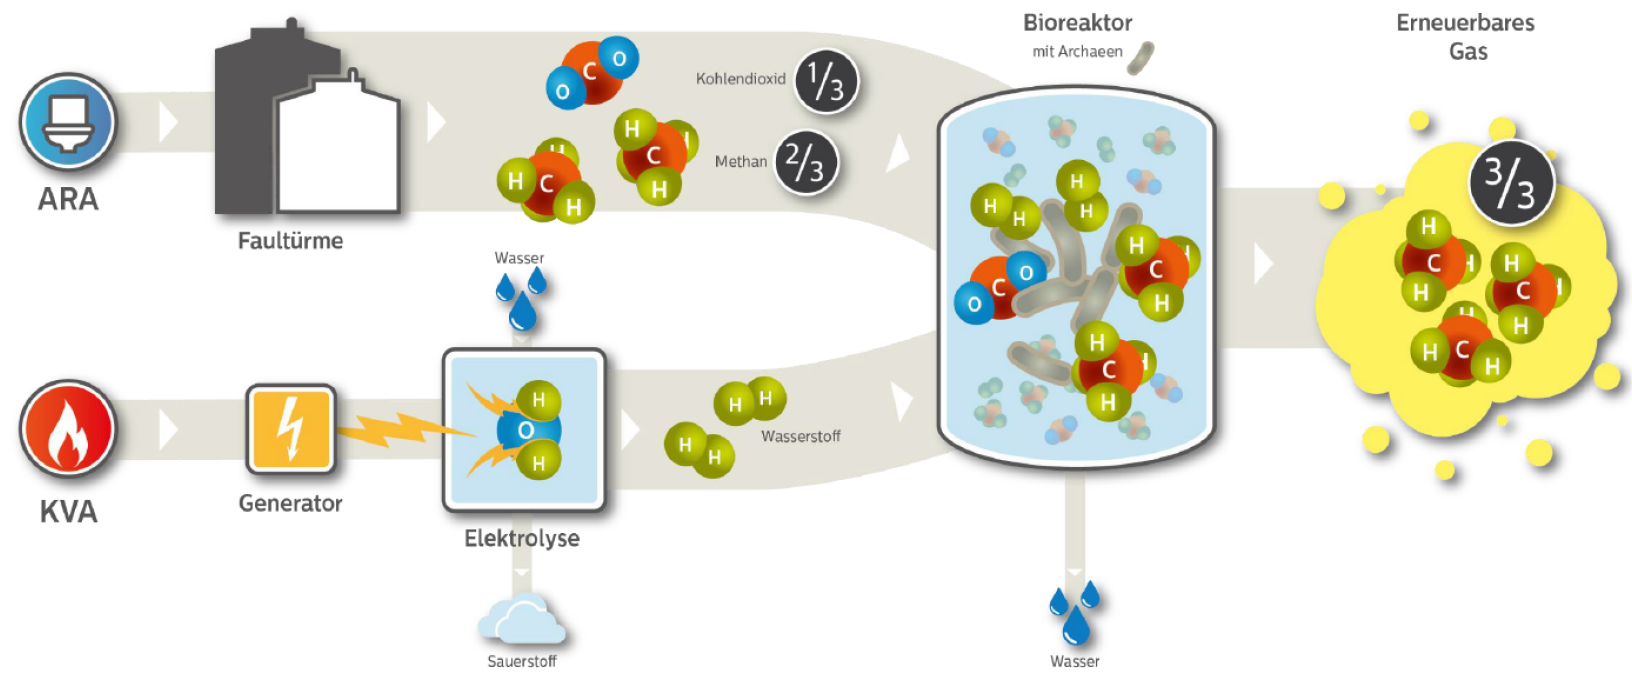 Bioreaktor
mit Archaeen
Erneuerbares
Gas
ARA
Faultürme
O
C
O
H
H
C
H
H
H
C
H
H
Kohlendioxid
1/3
Methan
2/3
H
H
H
H
O
C
O
H
H
C
H
H
H
C
H
3/3
H
C
H
H
H
H
C
H
H
H
H
C
H
Wasser
KVA
Generator
H
O
H
Elektrolyse
H
H
H
H
Wasserstoff
Sauerstoff
Wasser